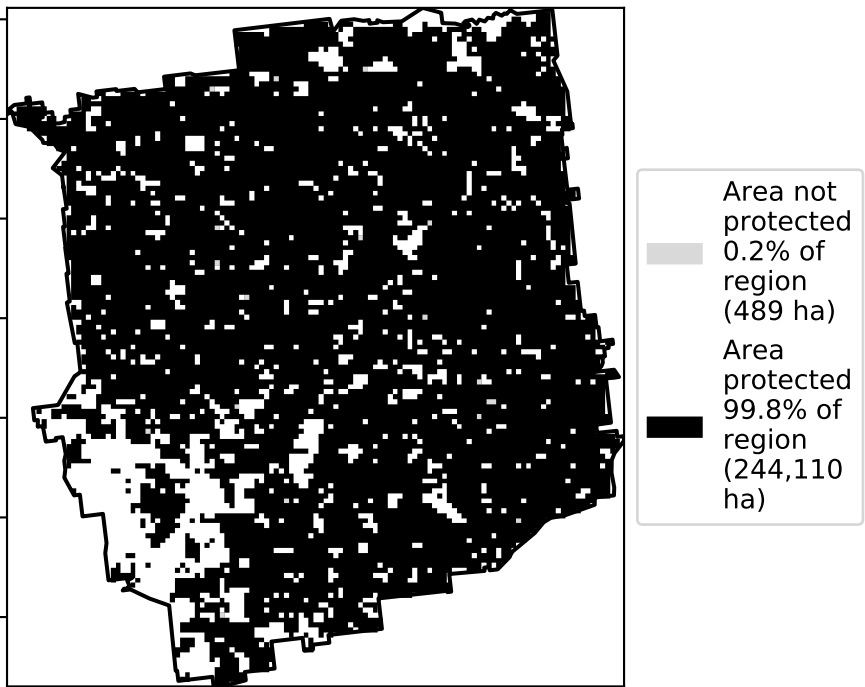 Area not
protected
0.2% of
region
(489 ha)
Area
protected
99.8% of
region
(244,110
ha)